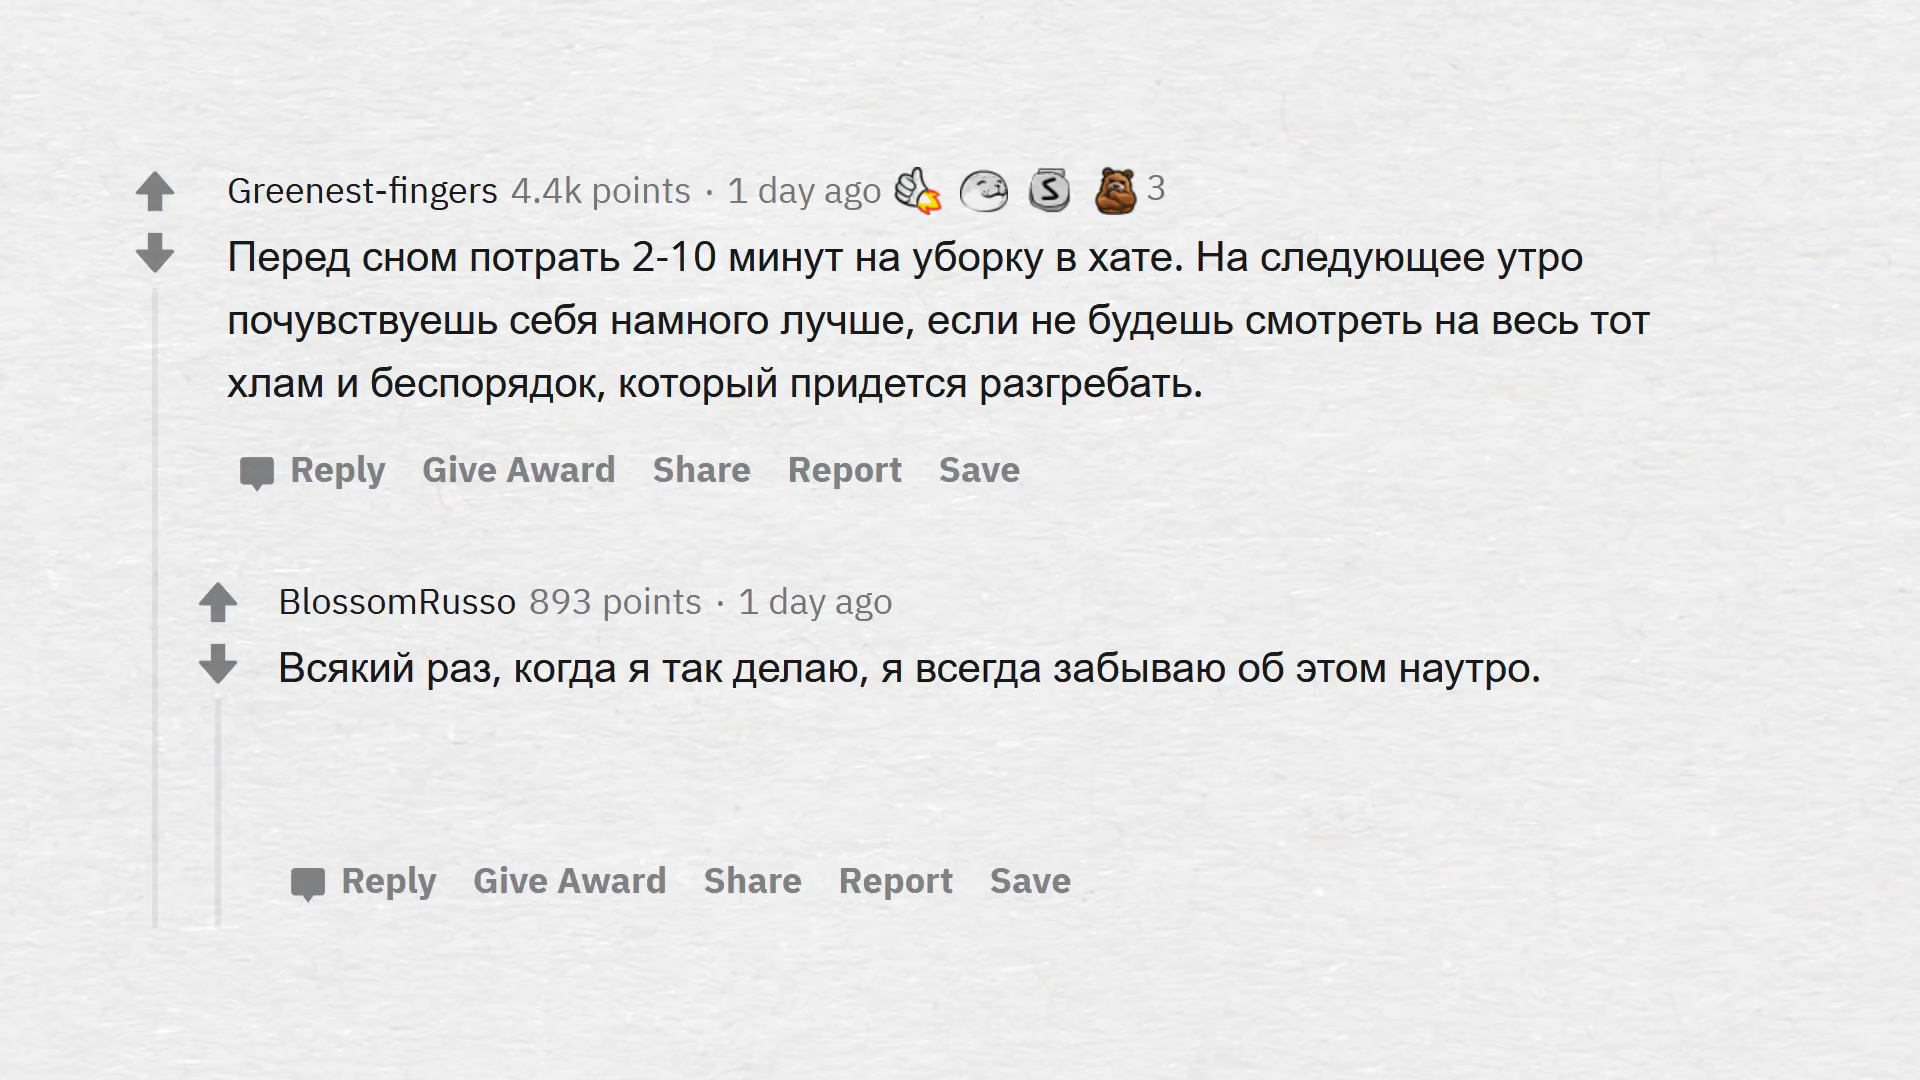 Greenest-fingers 4.4k points · 1 day ago 3
Перед сном потрать 2-10 минут на уборку в хате. На следующее утро
почувствуешь себя намного лучше, если не будешь смотреть на весь тот
хлам и беспорядок, который придется разгребать.
Reply Give Award Share Report Save
BlossomRusso 893 points · 1 day ago
Всякий раз, когда я так делаю, я всегда забываю об этом наутро.
Reply Give Award Share Report Save